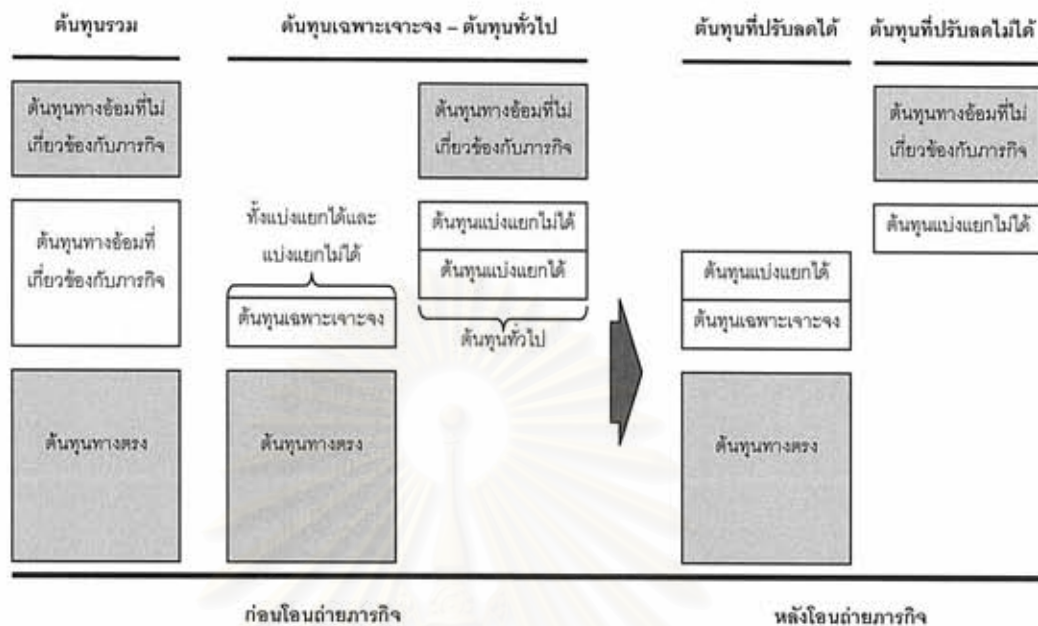 ต้นทุนรวม
ต้นทุนเฉพาะเจาะจง – ต้นทุนทั่วไป
ต้นทุนที่ปรับลดได้
ต้นทุนที่ปรับลดไม่ได้
ต้นทุนทางอ้อมที่ไม่
เกี่ยวข้องกับภารกิจ
ต้นทุนทางอ้อมที่
เกี่ยวข้องกับภารกิจ
ต้นทุนทางตรง
ทั้งแบ่งแยกได้และ
แบ่งแยกไม่ได้
ต้นทุนเฉพาะเจาะจง
ต้นทุนทางตรง
ต้นทุนทางอ้อมที่ไม่
เกี่ยวข้องกับภารกิจ
ต้นทุนแบ่งแยกไม่ได้
ต้นทุนแบ่งแยกได้
ต้นทุนทั่วไป
ต้นทุนแบ่งแยกได้
ต้นทุนเฉพาะเจาะจง
ต้นทุนทางตรง
ต้นทุนทางอ้อมที่ไม่
เกี่ยวข้องกับภารกิจ
ต้นทุนแบ่งแยกไม่ได้
ก่อนโอนถ่ายภารกิจ
หลังโอนถ่ายภารกิจ